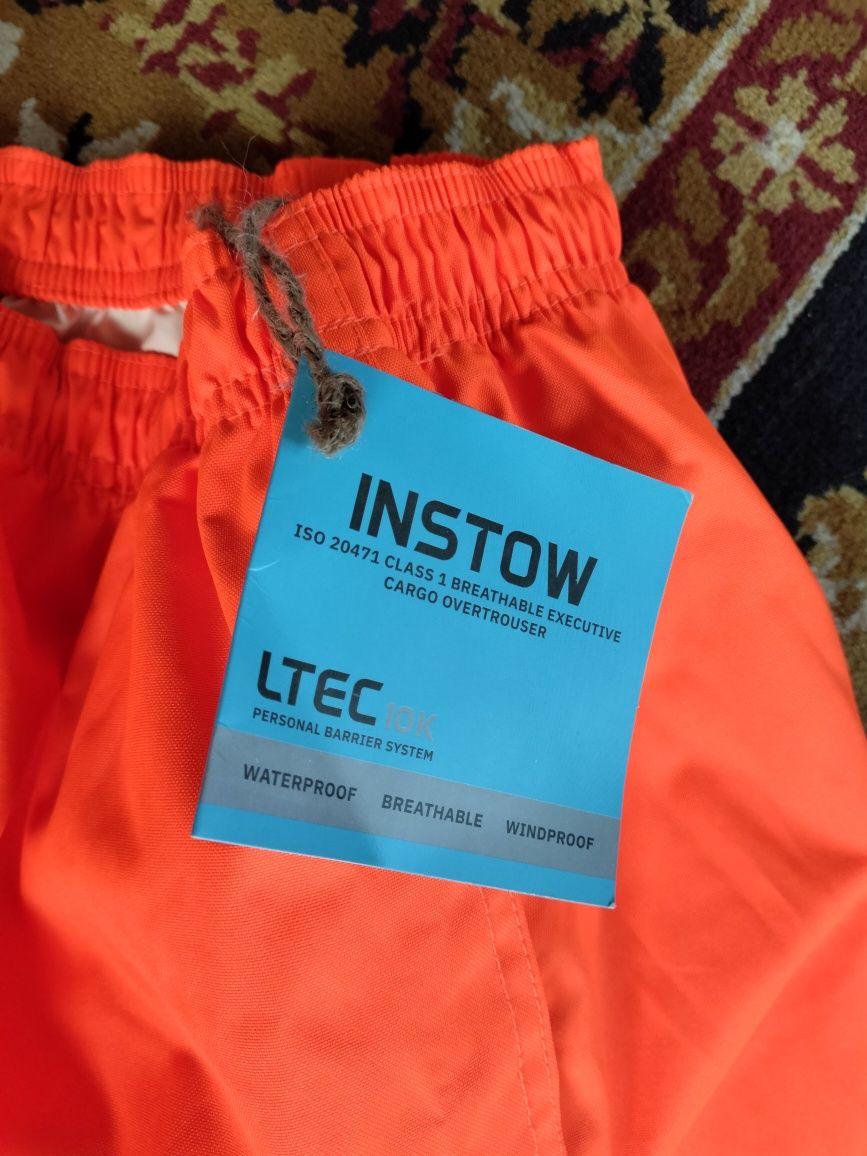 INSTOW
ISO 20471 CLASS 1 BREATHABLE EXECUTIVE
CARGO OVERTROUSER
LTEC 10K
PERSONAL BARRIER SYSTEM
WATERPROOF BREATHABLE WINDPROOF